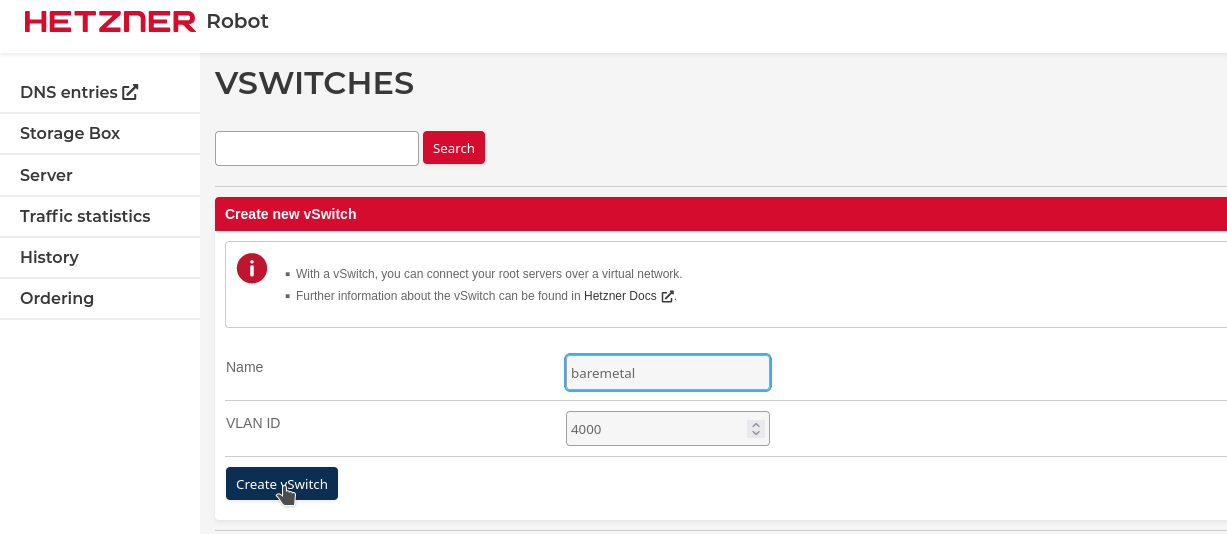 HETZNER Robot
DNS entries
Storage Box
Server
Traffic statistics
History
Ordering
VSWITCHES
Search
Create new vSwitch
With a vSwitch, you can connect your root servers over a virtual network.
Further information about the vSwitch can be found in Hetzner Docs .
Name baremetal
VLAN ID 4000
Create vSwitch